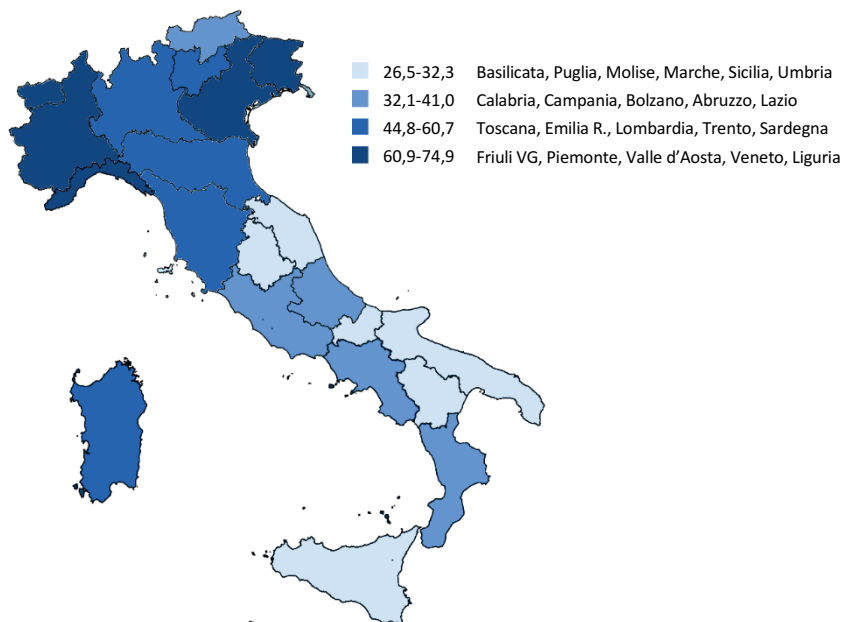 26,5-32,3 Basilicata, Puglia, Molise, Marche, Sicilia, Umbria
32,1-41,0 Calabria, Campania, Bolzano, Abruzzo, Lazio
44,8-60,7 Toscana, Emilia R., Lombardia, Trento, Sardegna
60,9-74,9 Friuli VG, Piemonte, Valle d’Aosta, Veneto, Liguria